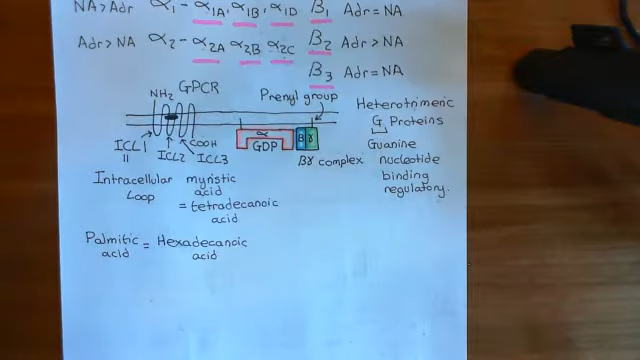 NA > Adr α1 - α1A, α1B, α1D β1 Adr = NA
Adr > NA α2 - α2A α2B α2C β2 Adr > NA
β3 Adr = NA
NH2 GPCR
Prenyl group
Heterotrimeric
G Proteins
α
GDP
β γ
COOH
ICL1
ICL2
ICL3
βγ complex
Guanine
nucleotide
binding
regulatory.
=
Intracellular
Loop
myristic
acid
= tetradecanoic
acid
Palmitic
acid
= Hexadecanoic
acid